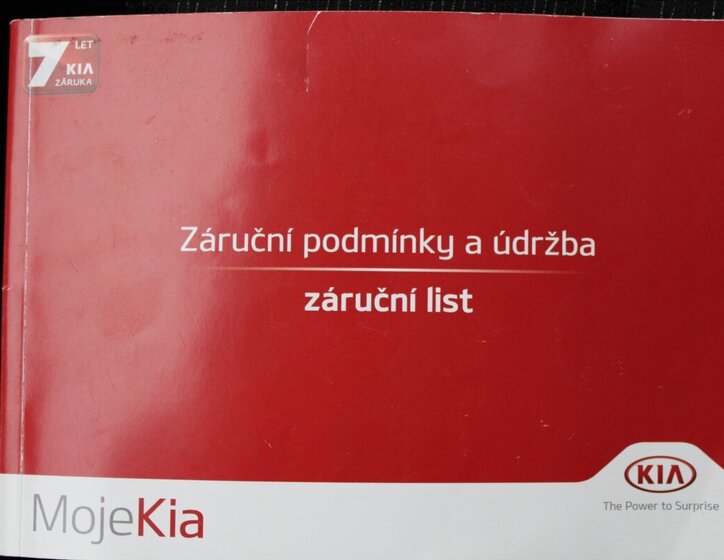 7 LET
KIA
ZÁRUKA
Záruční podmínky a údržba
záruční list
KIA
The Power to Surprise
MojeKia